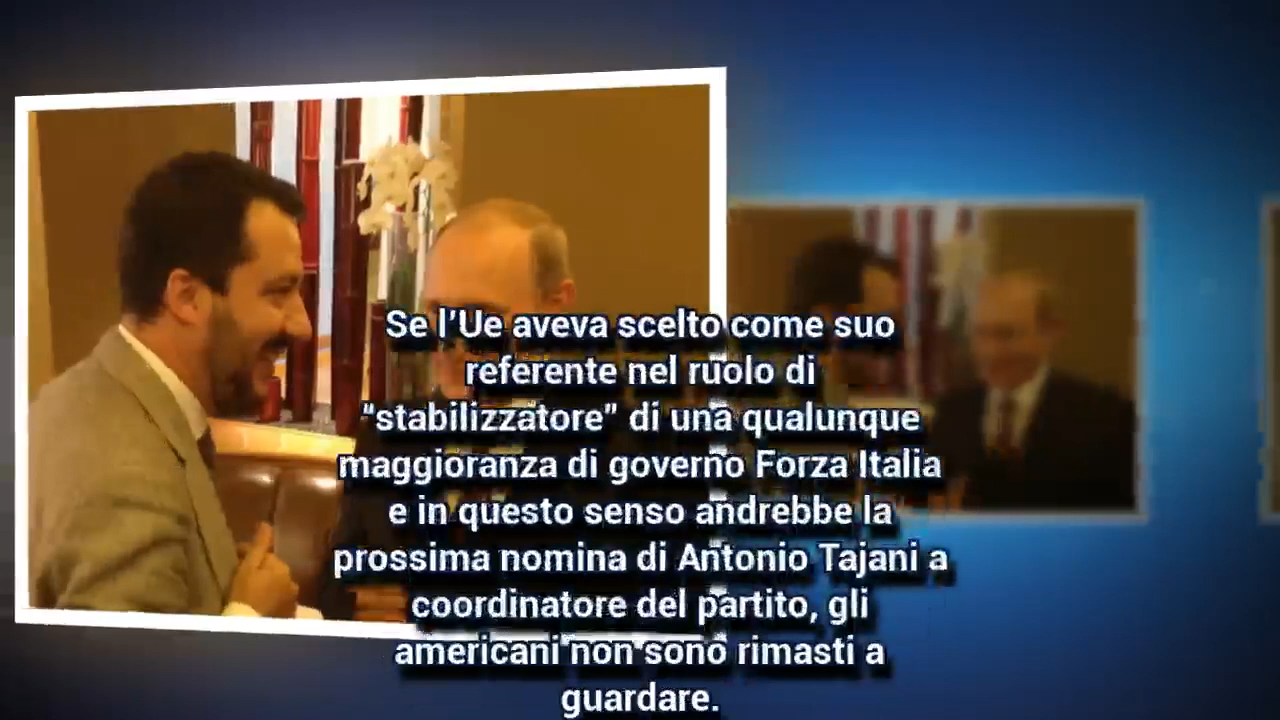 Se l’Ue aveva scelto come suo
referente nel ruolo di
“stabilizzatore” di una qualunque
maggioranza di governo Forza Italia
e in questo senso andrebbe la
prossima nomina di Antonio Tajani a
coordinatore del partito, gli
americani non sono rimasti a
guardare.